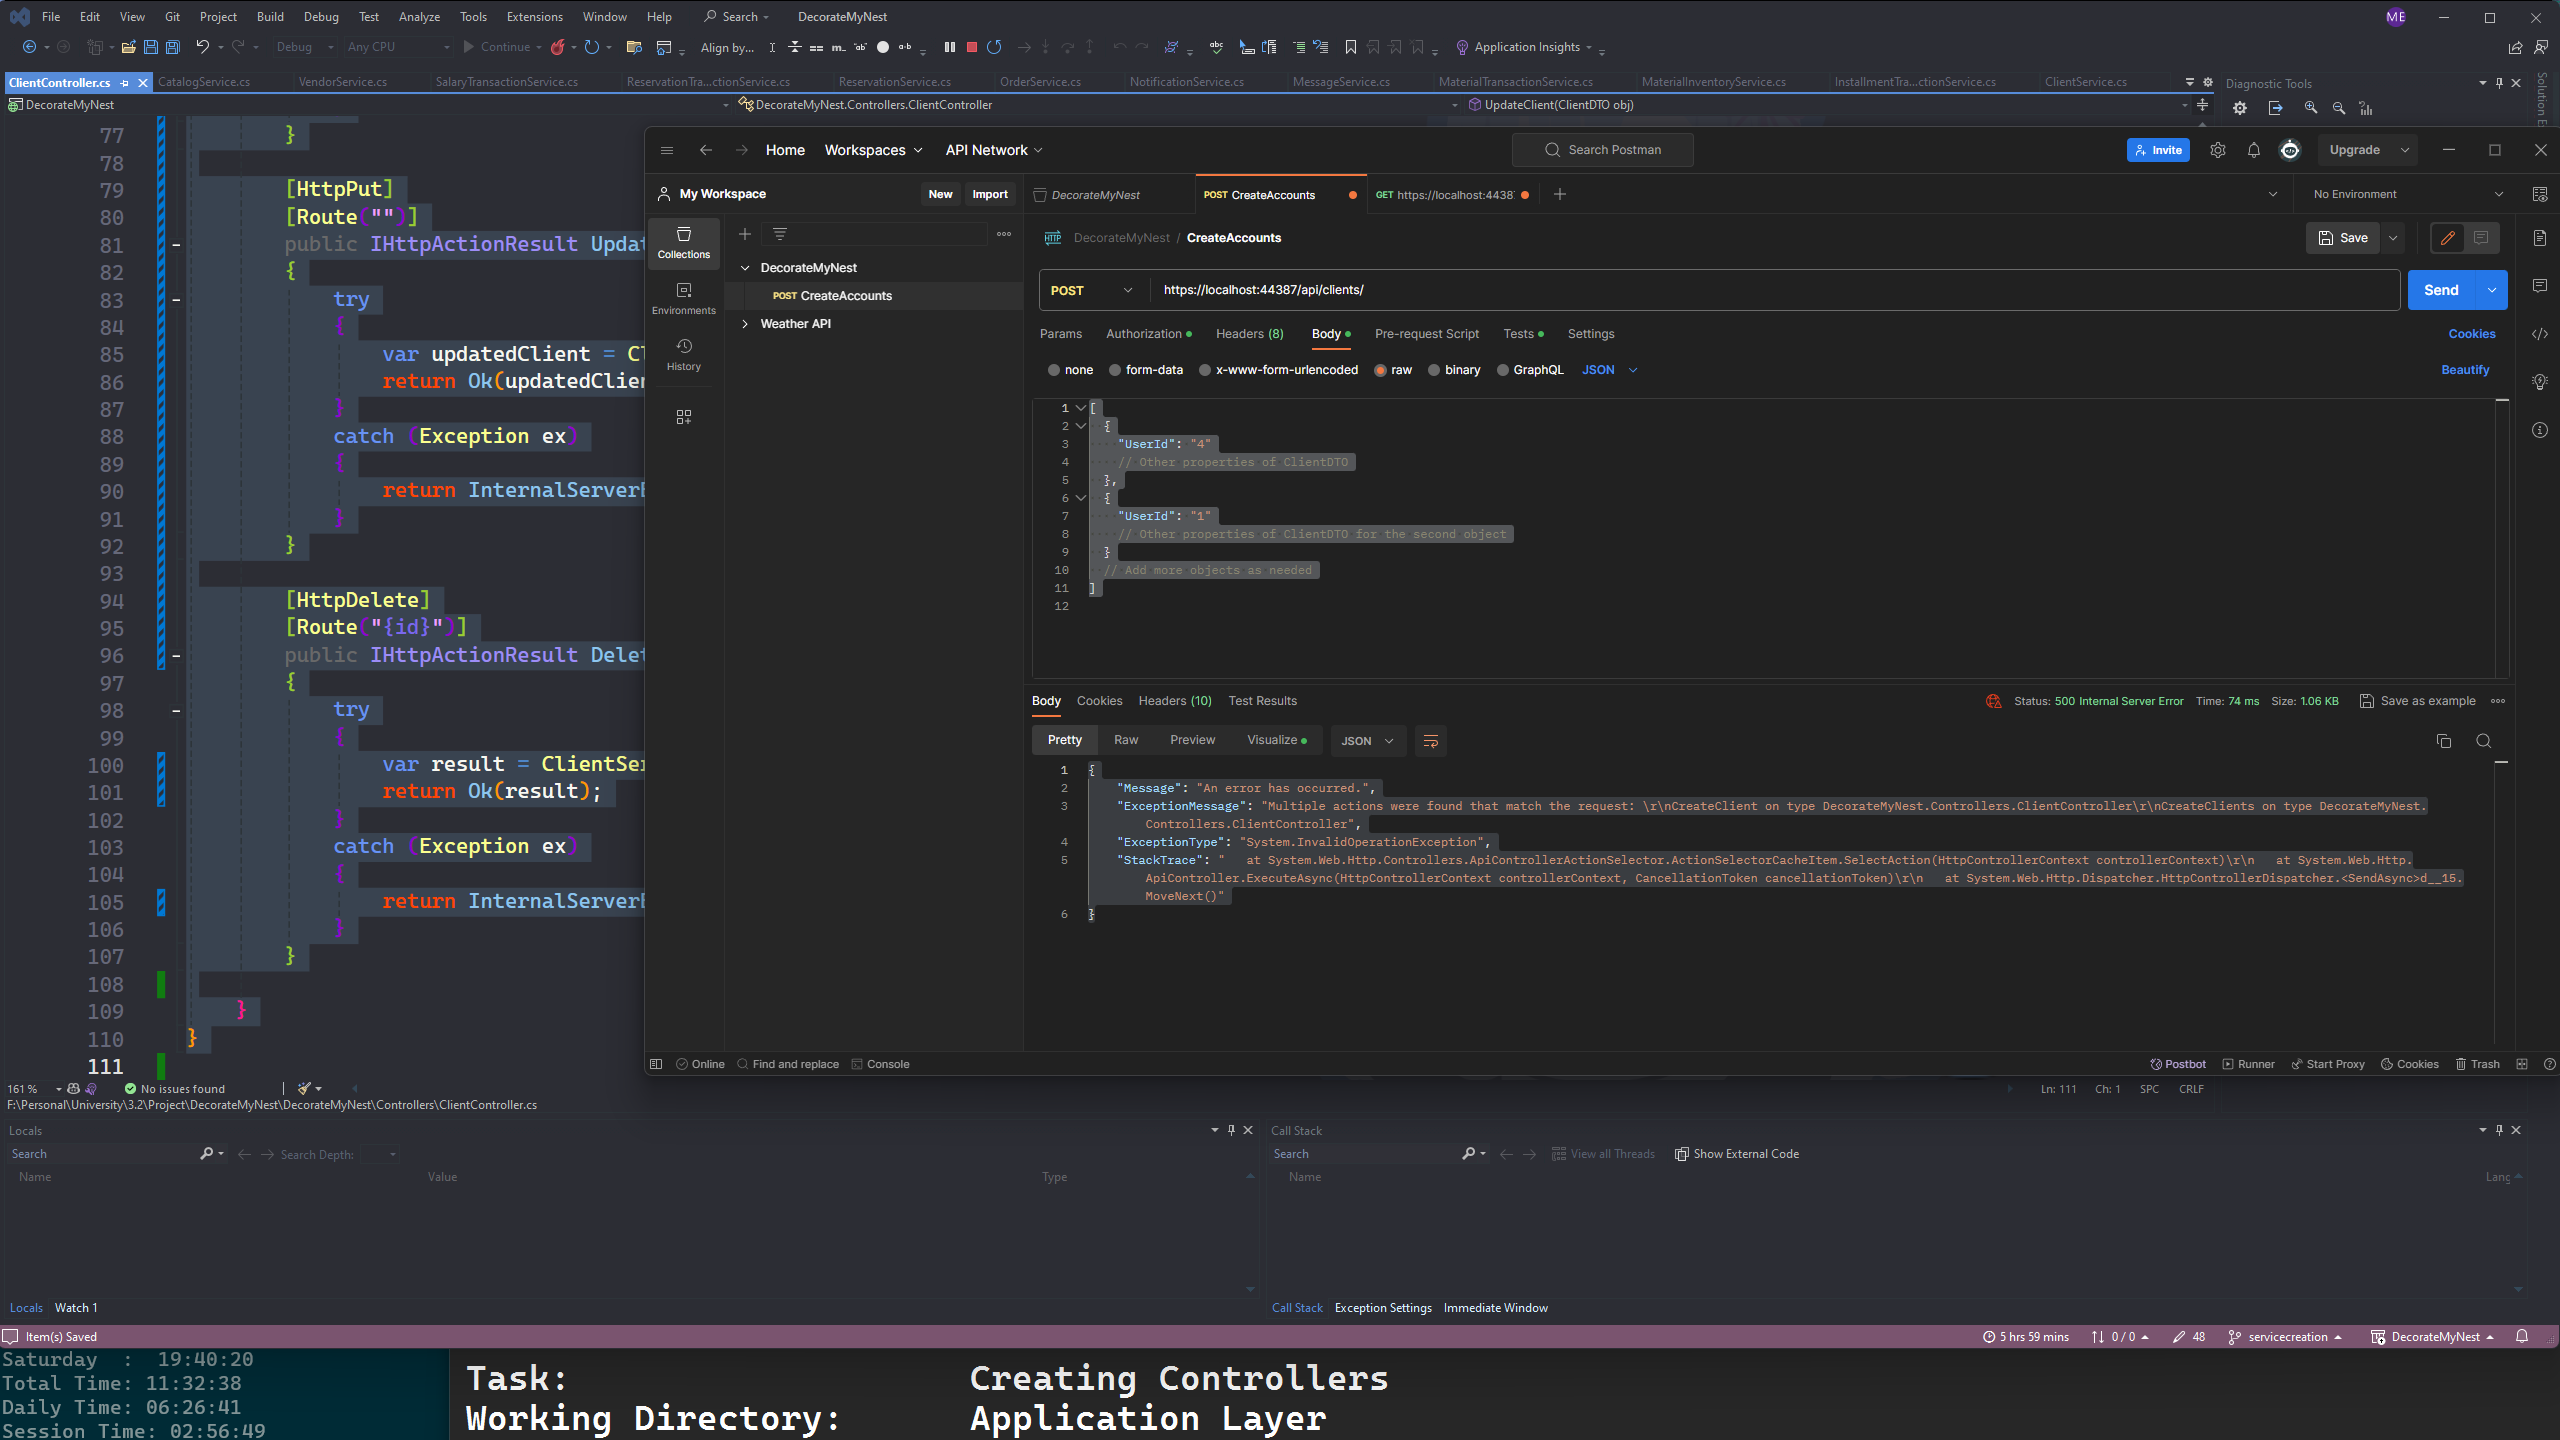 File Edit View Git Project Build Debug Test Analyze Tools Extensions Window Help Search DecorateMyNest ME
Debug Any CPU Continue Align by... Application Insights
ClientController.cs CatalogService.cs VendorService.cs SalaryTransactionService.cs ReservationTra...ctionService.cs ReservationService.cs OrderService.cs NotificationService.cs MessageService.cs MaterialTransactionService.cs MaterialInventoryService.cs InstallmentTra...ctionService.cs ClientService.cs Diagnostic Tools
DecorateMyNest DecorateMyNest.Controllers.ClientController UpdateClient(ClientDTO obj)
77 }
78
79 [HttpPut]
80 [Route("")]
81 public IHttpActionResult Updat
82 {
83 try
84 {
85 var updatedClient = Cl
86 return Ok(updatedClien
87 }
88 catch (Exception ex)
89 {
90 return InternalServerE
91 }
92 }
93
94 [HttpDelete]
95 [Route("{id}")]
96 public IHttpActionResult Delet
97 {
98 try
99 {
100 var result = ClientSer
101 return Ok(result);
102 }
103 catch (Exception ex)
104 {
105 return InternalServerE
106 }
107 }
108
109 }
110 }
111
Home Workspaces API Network Search Postman Invite Upgrade
My Workspace New Import DecorateMyNest POST CreateAccounts GET https://localhost:4438 No Environment
Collections
Environments
History
DecorateMyNest
POST CreateAccounts
Weather API
HTTP DecorateMyNest / CreateAccounts Save
POST https://localhost:44387/api/clients/ Send
Params Authorization Headers (8) Body Pre-request Script Tests Settings Cookies
none form-data x-www-form-urlencoded raw binary GraphQL JSON Beautify
1 [
2 {
3 "UserId": "4"
4 // Other properties of ClientDTO
5 },
6 {
7 "UserId": "1"
8 // Other properties of ClientDTO for the second object
9 }
10 // Add more objects as needed
11 ]
12
Body Cookies Headers (10) Test Results Status: 500 Internal Server Error Time: 74 ms Size: 1.06 KB Save as example
Pretty Raw Preview Visualize JSON
1 {
2 "Message": "An error has occurred.",
3 "ExceptionMessage": "Multiple actions were found that match the request: \r\nCreateClient on type DecorateMyNest.Controllers.ClientController\r\nCreateClients on type DecorateMyNest.
Controllers.ClientController",
4 "ExceptionType": "System.InvalidOperationException",
5 "StackTrace": "   at System.Web.Http.Controllers.ApiControllerActionSelector.ActionSelectorCacheItem.SelectAction(HttpControllerContext controllerContext)\r\n   at System.Web.Http.
ApiController.ExecuteAsync(HttpControllerContext controllerContext, CancellationToken cancellationToken)\r\n   at System.Web.Http.Dispatcher.HttpControllerDispatcher.<SendAsync>d__15.
MoveNext()"
6 }
Online Find and replace Console Postbot Runner Start Proxy Cookies Trash
161 % No issues found Ln: 111 Ch: 1 SPC CRLF
F:\Personal\University\3.2\Project\DecorateMyNest\DecorateMyNest\Controllers\ClientController.cs
Locals Call Stack
Search Search Depth: Search View all Threads Show External Code
Name Value Type Name Lang
Locals Watch 1 Call Stack Exception Settings Immediate Window
Item(s) Saved 5 hrs 59 mins 0 / 0 48 servicecreation DecorateMyNest
Saturday  :  19:40:20
Total Time: 11:32:38
Daily Time: 06:26:41
Session Time: 02:56:49
Task: Creating Controllers
Working Directory: Application Layer